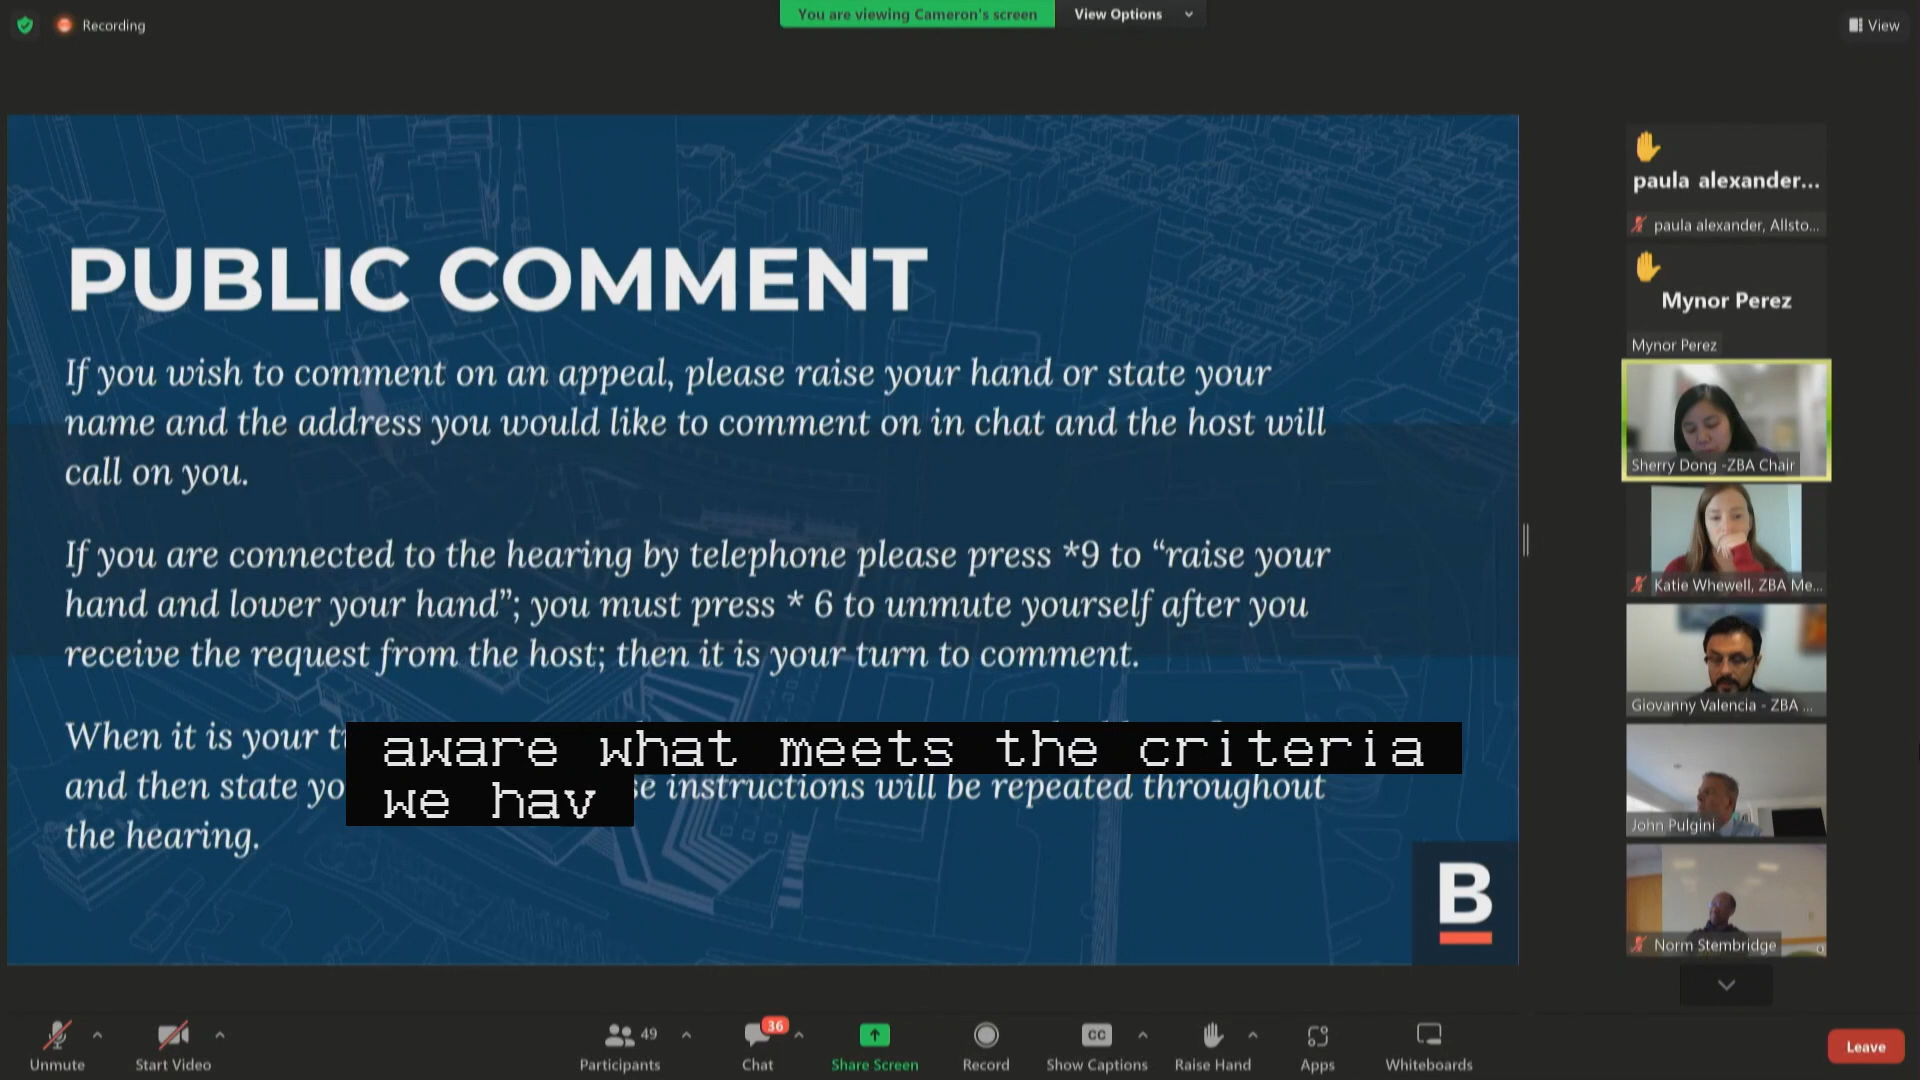 Recording
You are viewing Cameron's screen
View Options
View
PUBLIC COMMENT
If you wish to comment on an appeal, please raise your hand or state your
name and the address you would like to comment on in chat and the host will
call on you.
If you are connected to the hearing by telephone please press *9 to “raise your
hand and lower your hand”; you must press * 6 to unmute yourself after you
receive the request from the host; then it is your turn to comment.
When it is your
and then state
instructions will be repeated throughout
the hearing.
aware what meets the criteria
we hav
B
paula alexander...
paula alexander, Allsto...
Mynor Perez
Mynor Perez
Sherry Dong -ZBA Chair
Katie Whewell, ZBA Me...
Giovanny Valencia - ZBA ...
John Pulgini
Norm Stembridge
Unmute
Start Video
49
Participants
36
Chat
Share Screen
Record
CC
Show Captions
Raise Hand
Apps
Whiteboards
Leave